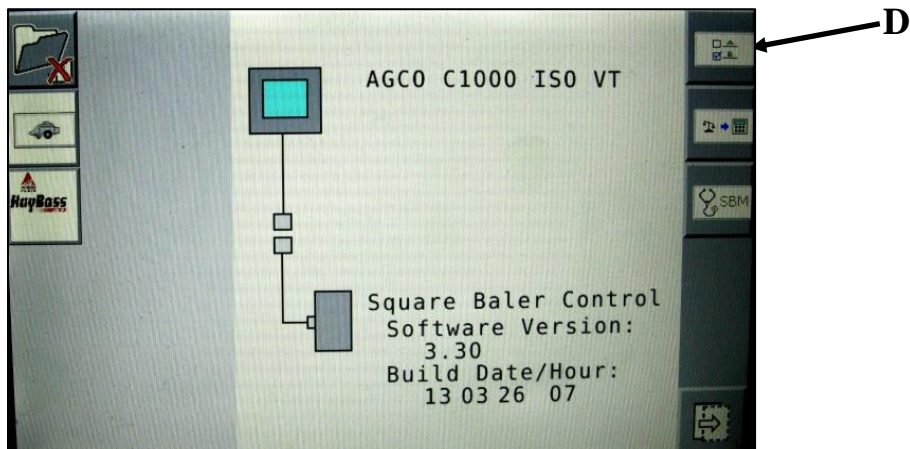 D
AGCO C1000 ISO VT
SBM
HayBoss
Square Baler Control
Software Version:
3.30
Build Date/Hour:
13 03 26 07